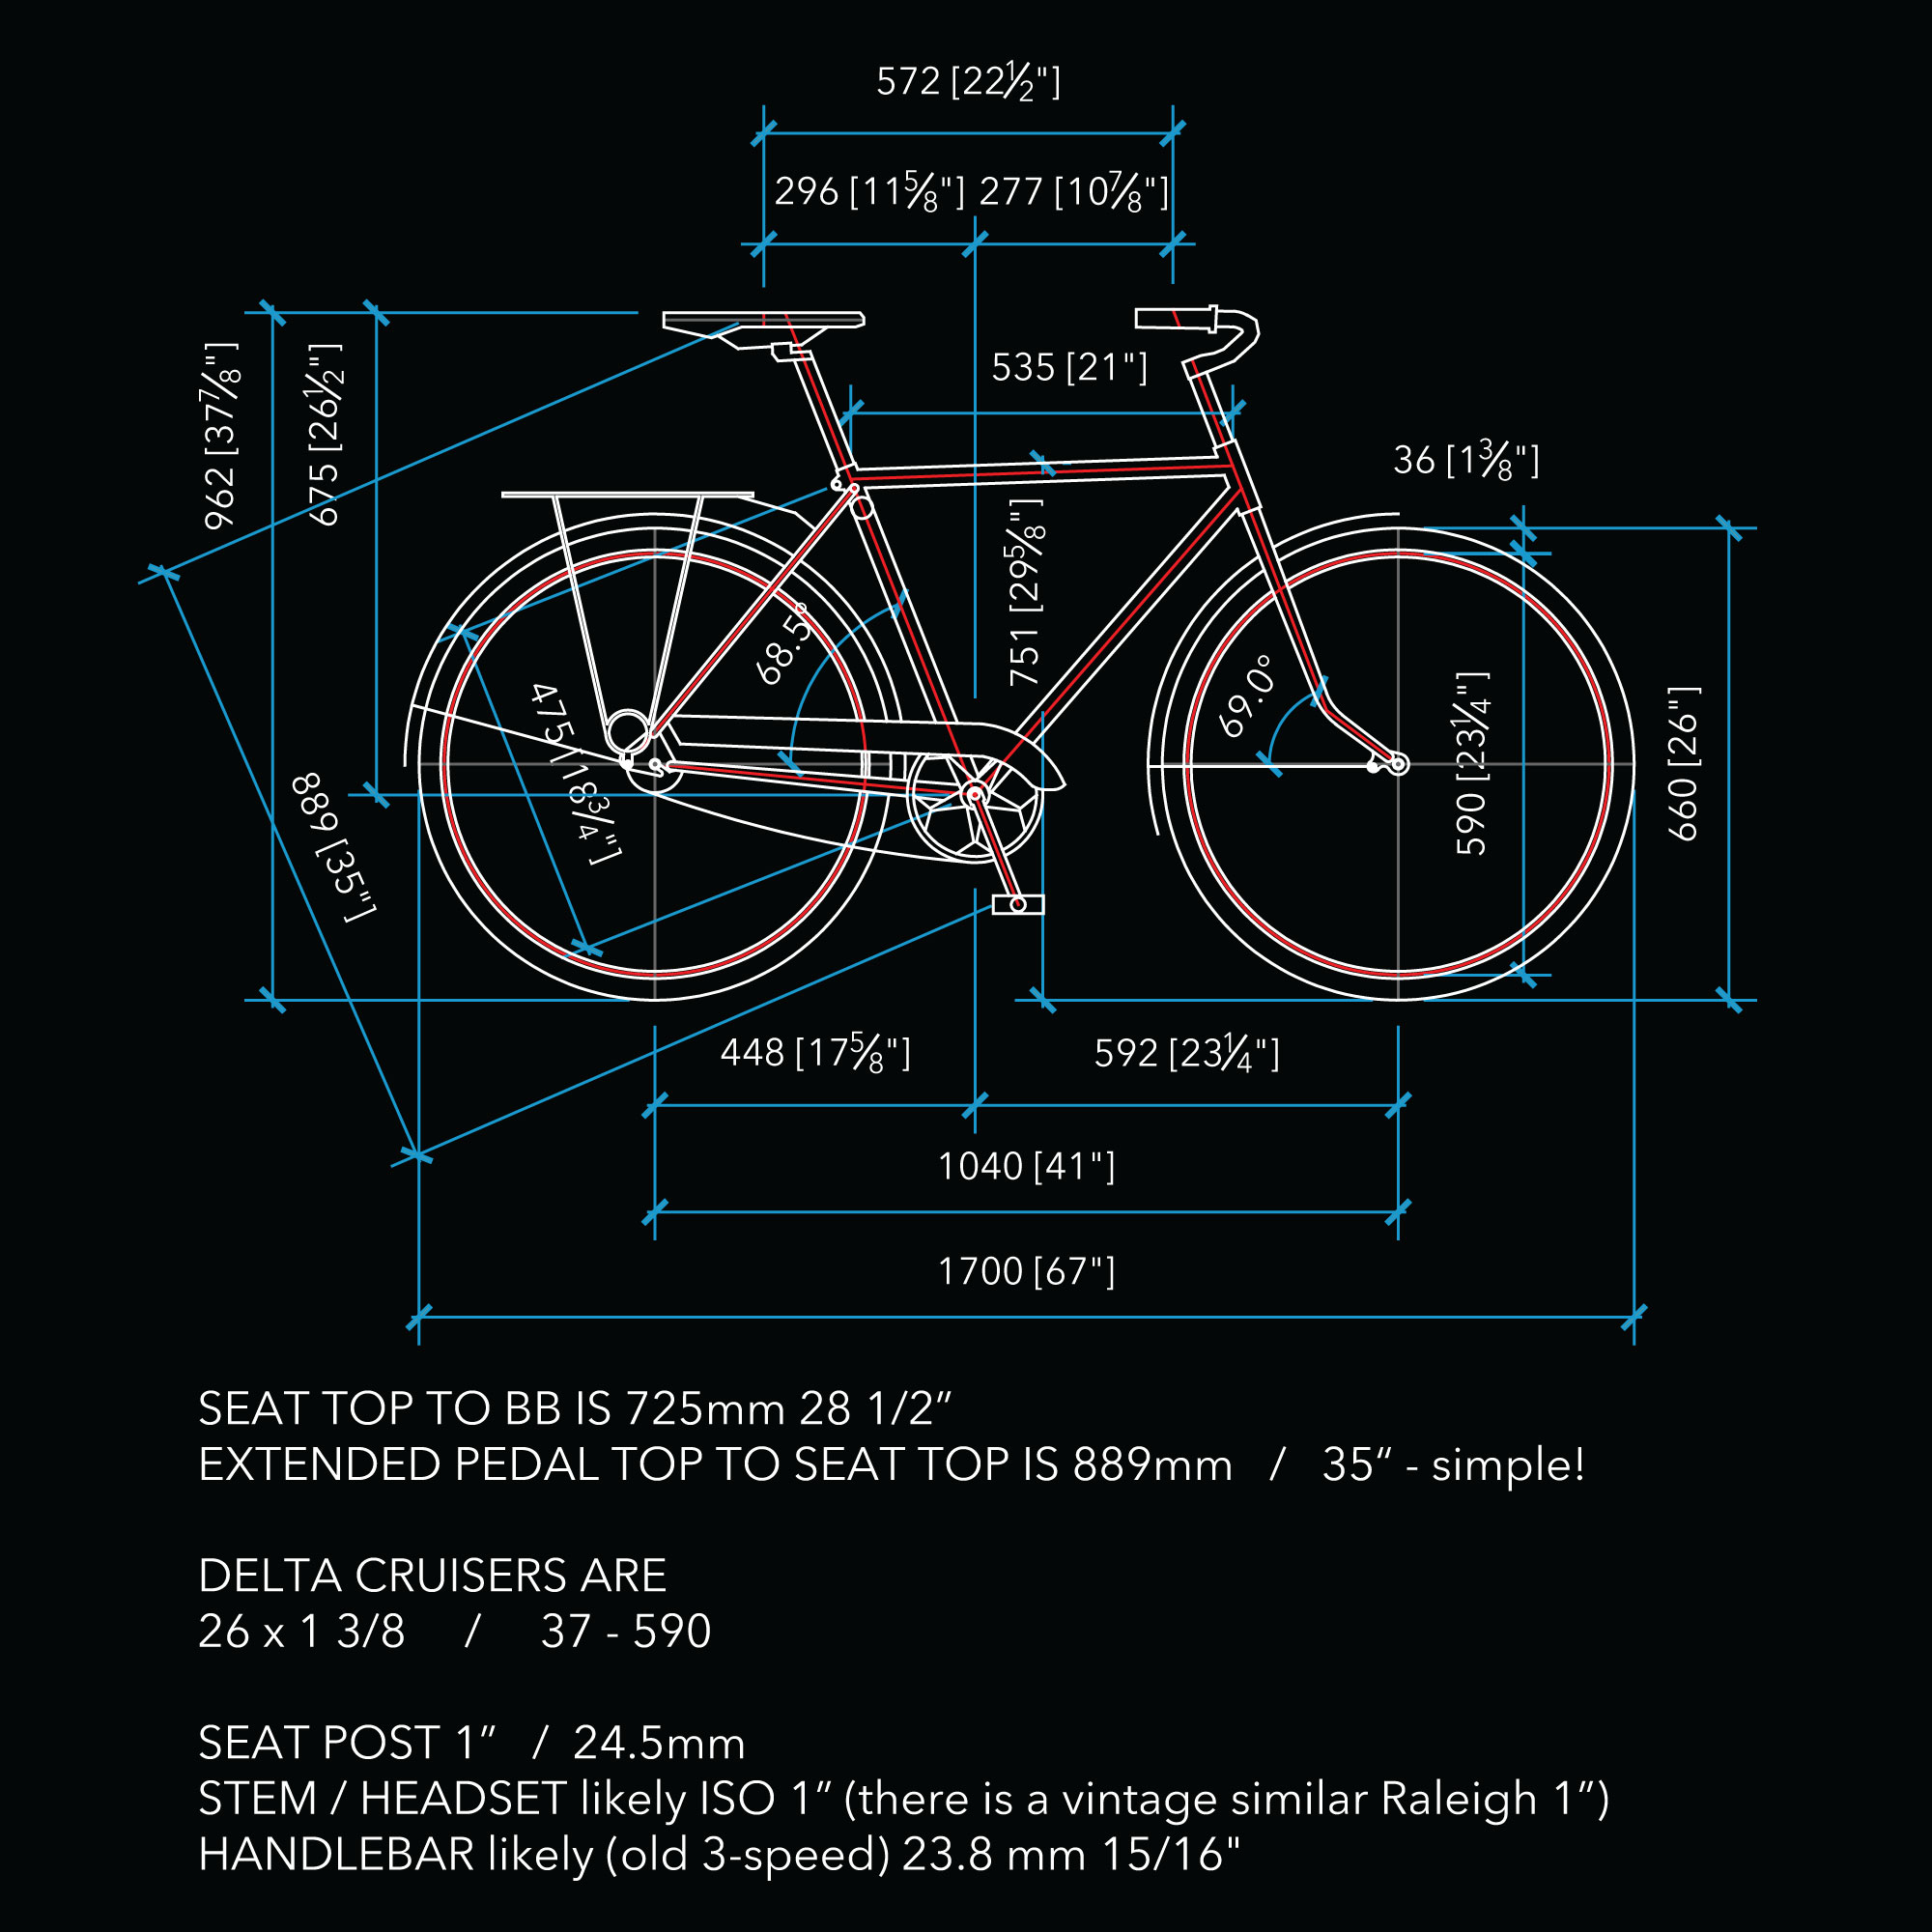 572 [22½"]
296 [11⅝"] 277 [10⅞"]
535 [21"]
962 [37⅞"]
675 [26½"]
36 [1⅜"]
751 [29⅝"]
68.5°
69.0°
475 [18¾"]
590 [23¼"]
660 [26"]
889 [35"]
448 [17⅝"]
592 [23¼"]
1040 [41"]
1700 [67"]
SEAT TOP TO BB IS 725mm 28 1/2”
EXTENDED PEDAL TOP TO SEAT TOP IS 889mm / 35“ - simple!
DELTA CRUISERS ARE
26 x 1 3/8 / 37 - 590
SEAT POST 1” / 24.5mm
STEM / HEADSET likely ISO 1” (there is a vintage similar Raleigh 1”)
HANDLEBAR likely (old 3-speed) 23.8 mm 15/16"